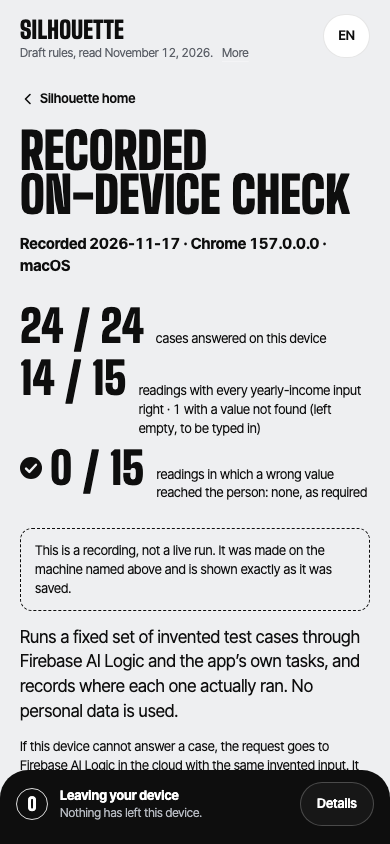 SILHOUETTE
Draft rules, read November 12, 2026. More
EN
Silhouette home
RECORDED
ON-DEVICE CHECK
Recorded 2026-11-17 · Chrome 157.0.0.0 ·
macOS
24 / 24 cases answered on this device
14 / 15 readings with every yearly-income input
right · 1 with a value not found (left
empty, to be typed in)
0 / 15 readings in which a wrong value
reached the person: none, as required
This is a recording, not a live run. It was made on the
machine named above and is shown exactly as it was
saved.
Runs a fixed set of invented test cases through
Firebase AI Logic and the app’s own tasks, and
records where each one actually ran. No
personal data is used.
If this device cannot answer a case, the request goes to
Firebase AI Logic in the cloud with the same invented input. It
0
Leaving your device
Nothing has left this device.
Details